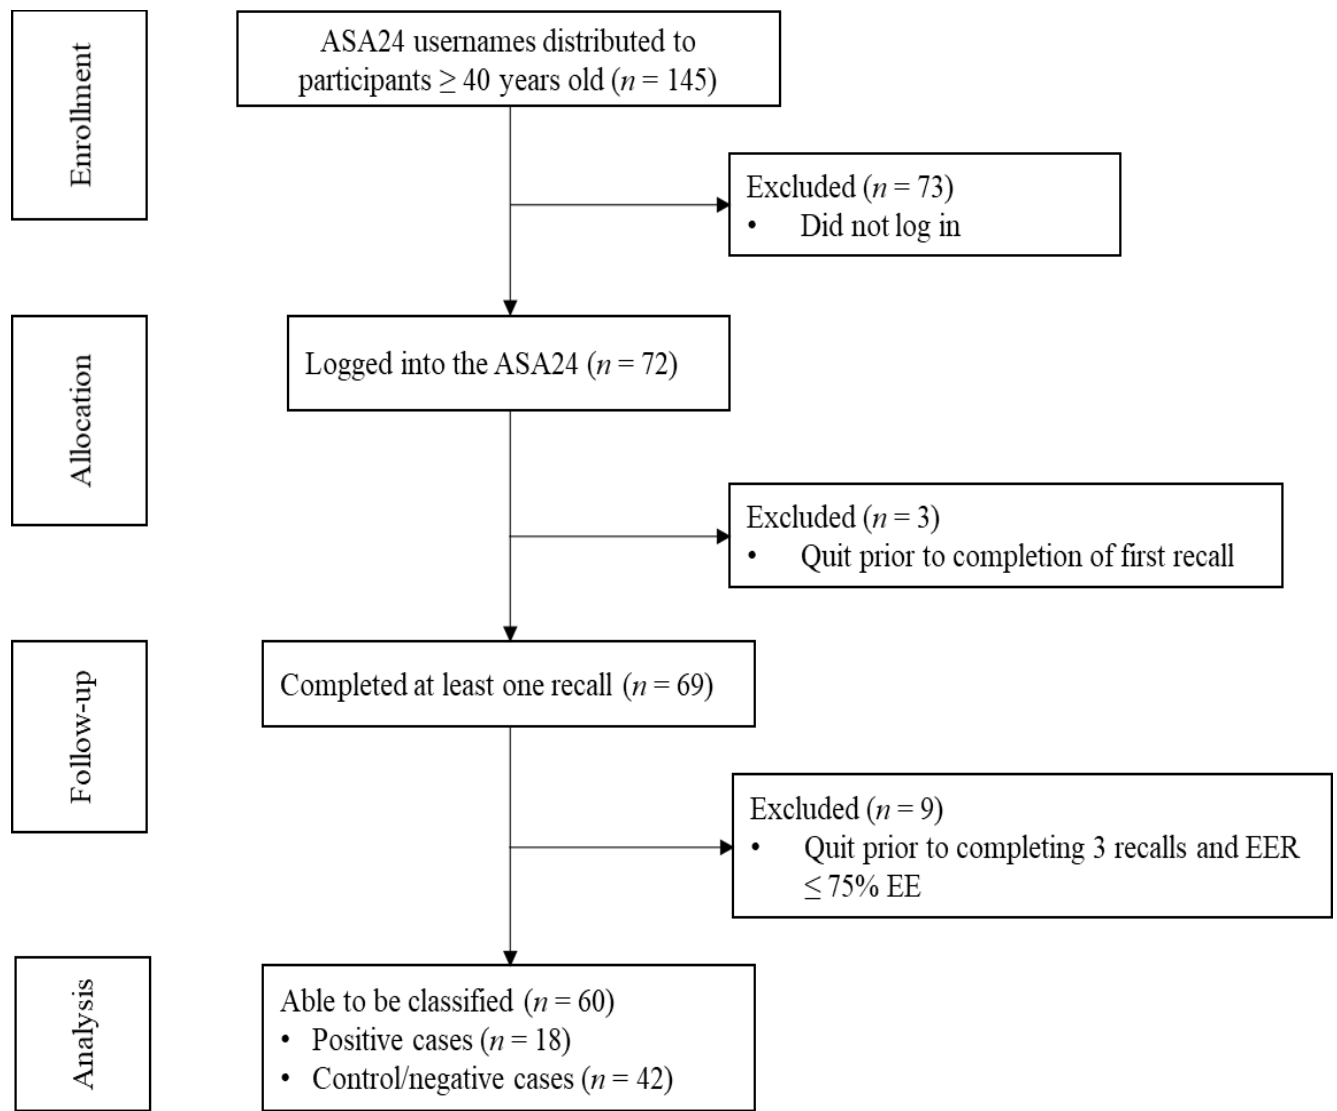 Enrollment
ASA24 usernames distributed to
participants ≥ 40 years old (n = 145)
Excluded (n = 73)
• Did not log in
Allocation
Logged into the ASA24 (n = 72)
Excluded (n = 3)
• Quit prior to completion of first recall
Follow-up
Completed at least one recall (n = 69)
Excluded (n = 9)
• Quit prior to completing 3 recalls and EER
≤ 75% EE
Analysis
Able to be classified (n = 60)
• Positive cases (n = 18)
• Control/negative cases (n = 42)